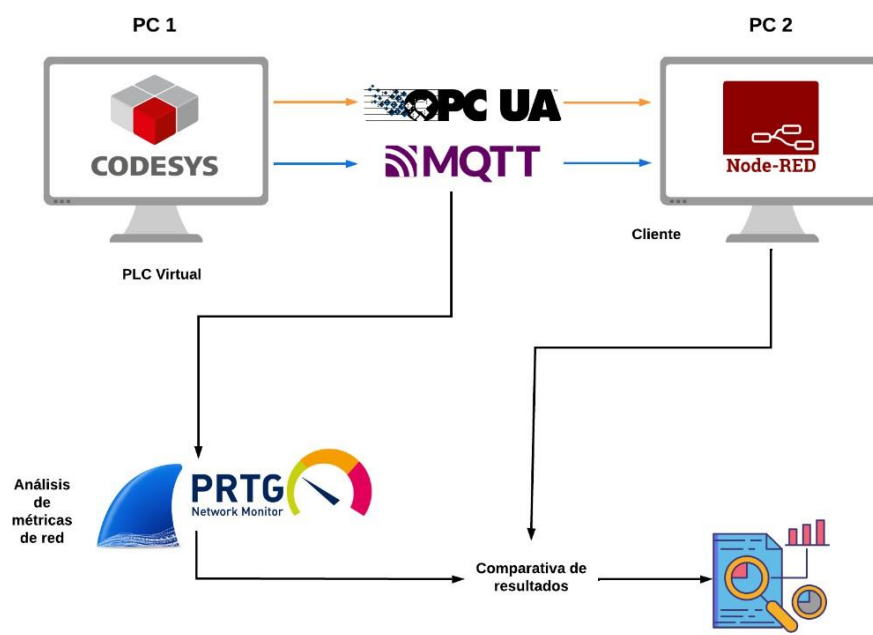 PC 1
PC 2
CODESYS
OPC UA
MQTT
Node-RED
Cliente
PLC Virtual
Análisis
de
métricas
de red
PRTG
Network Monitor
Comparativa de
resultados